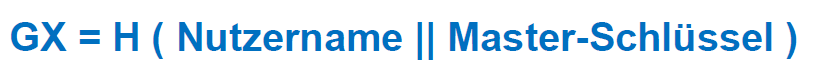 GX = H ( Nutzername || Master-Schlüssel )